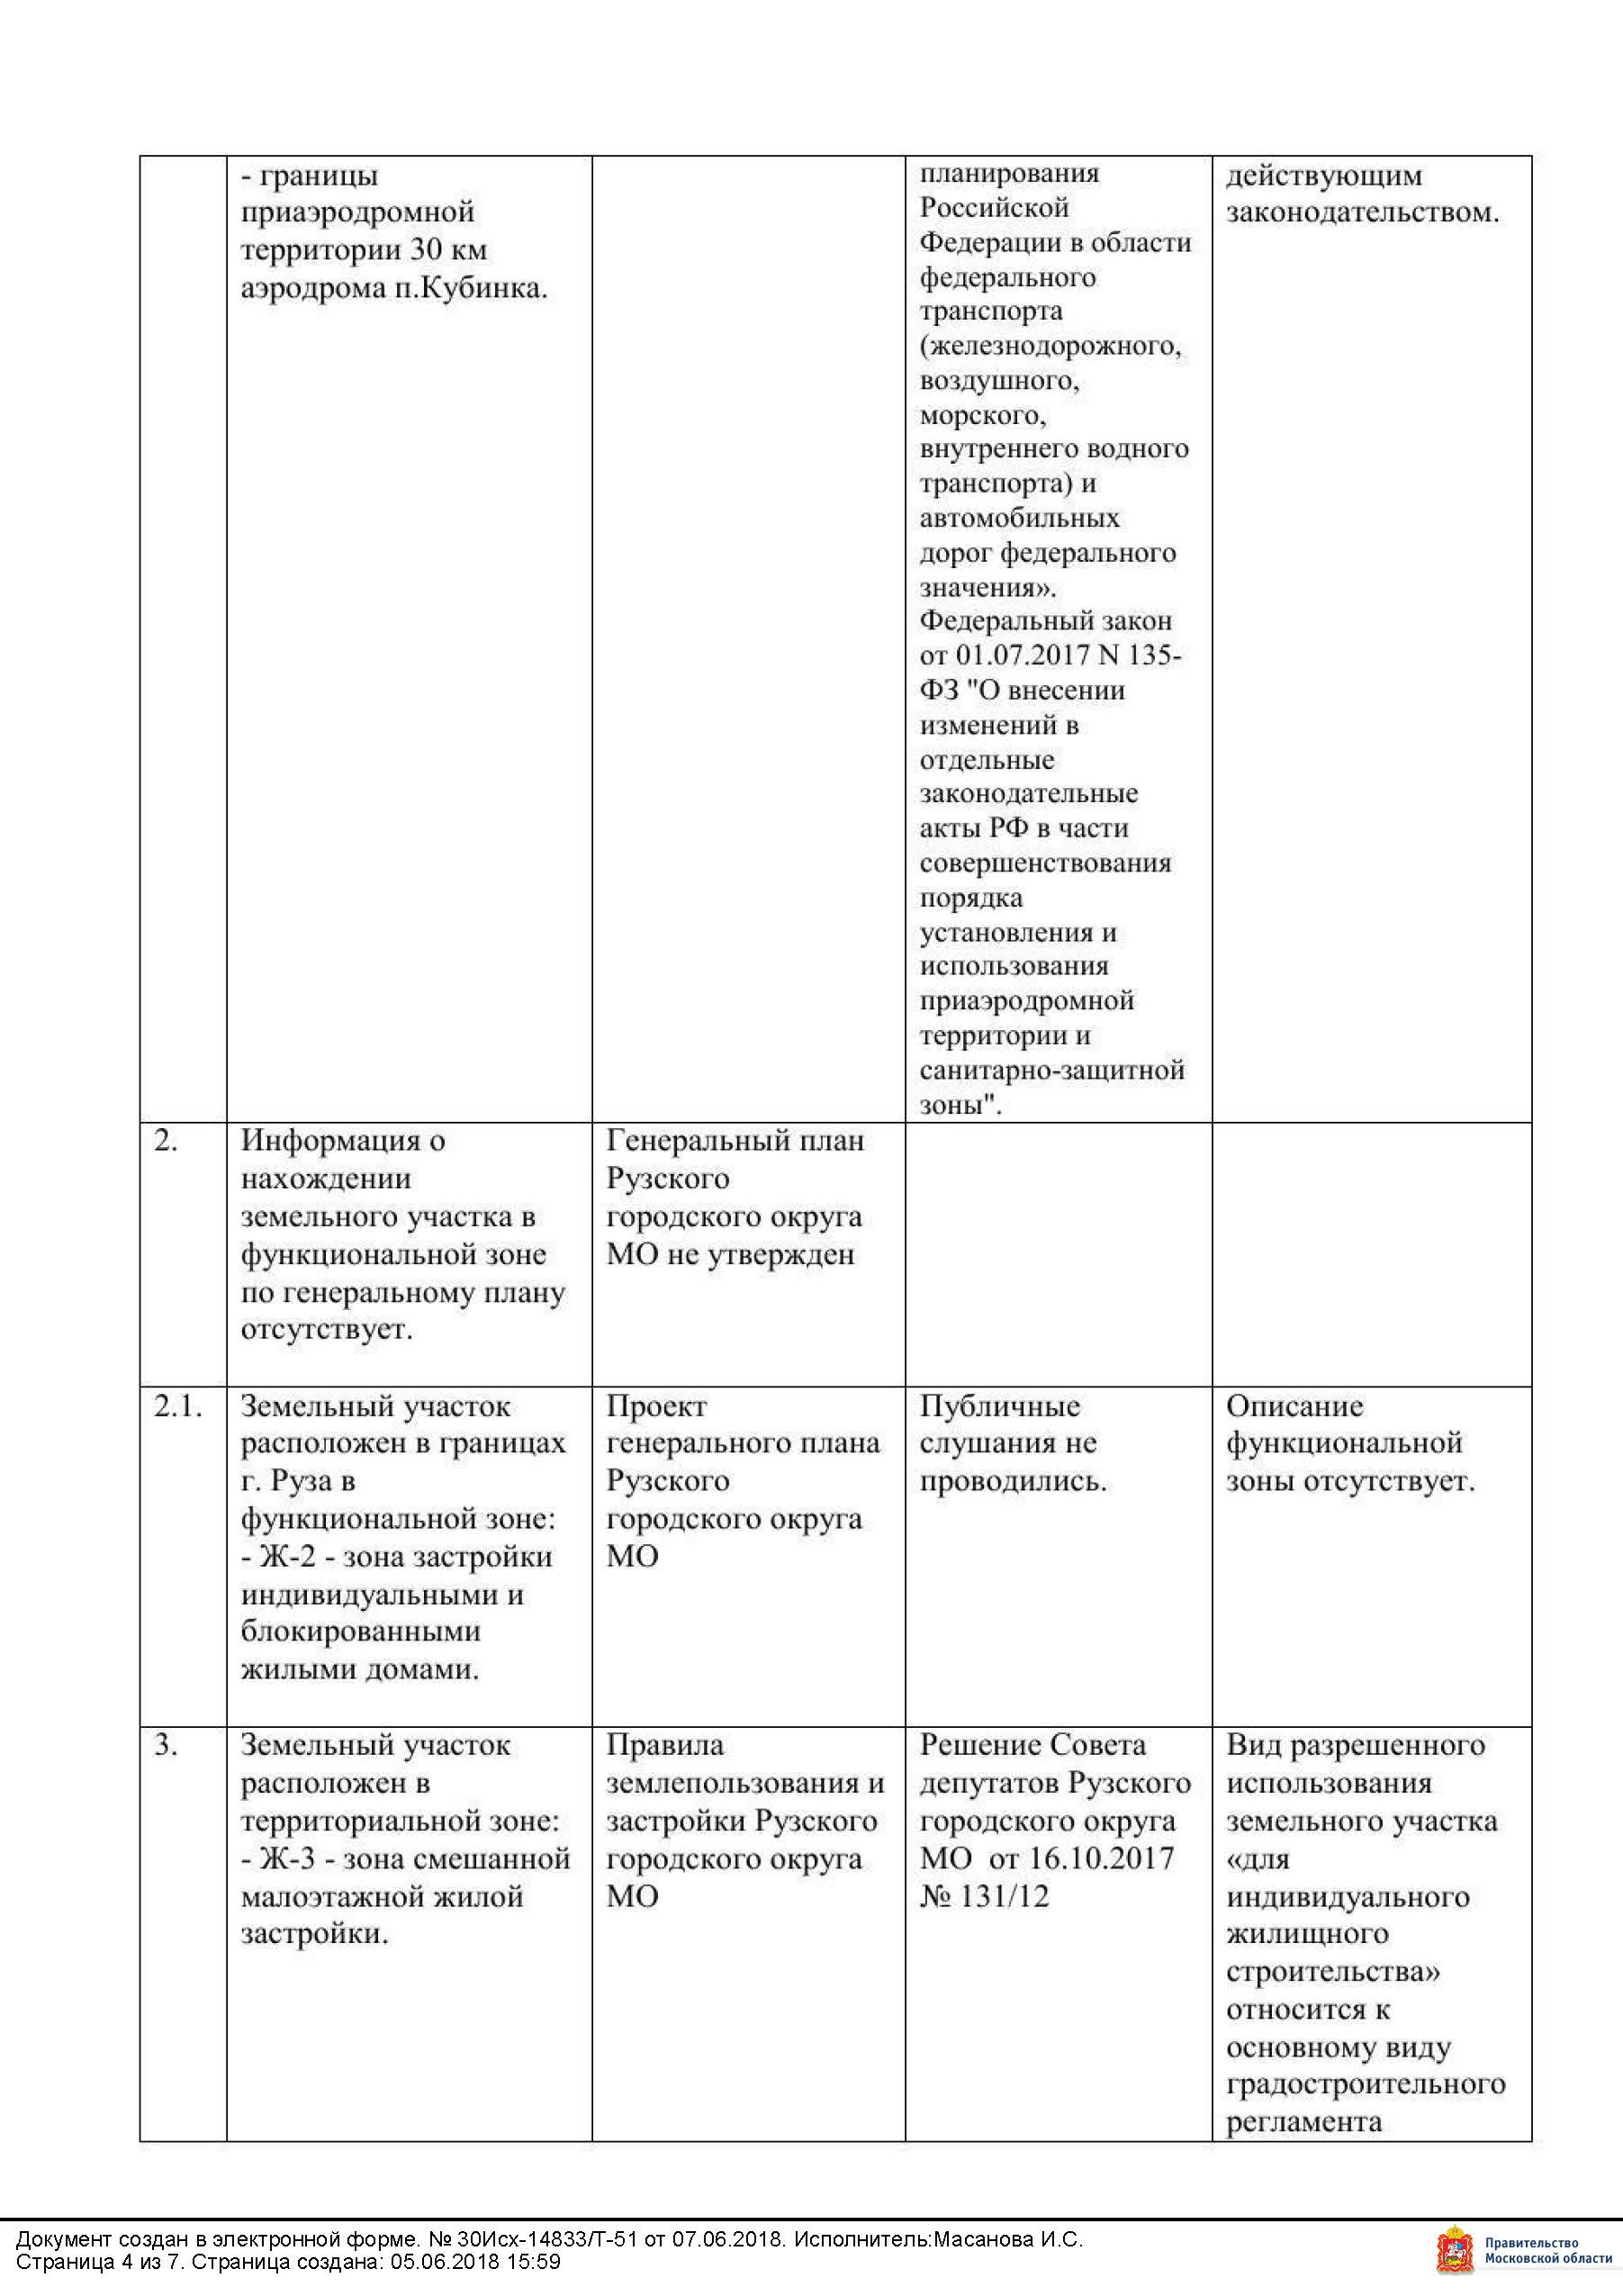 - границы
приаэродромной
территории 30 км
аэродрома п.Кубинка.
планирования
Российской
Федерации в области
федерального
транспорта
(железнодорожного,
воздушного,
морского,
внутреннего водного
транспорта) и
автомобильных
дорог федерального
значения».
Федеральный закон
от 01.07.2017 N 135-
ФЗ "О внесении
изменений в
отдельные
законодательные
акты РФ в части
совершенствования
порядка
установления и
использования
приаэродромной
территории и
санитарно-защитной
зоны".
действующим
законодательством.
2.
Информация о
нахождении
земельного участка в
функциональной зоне
по генеральному плану
отсутствует.
Генеральный план
Рузского
городского округа
МО не утвержден
2.1.
Земельный участок
расположен в границах
г. Руза в
функциональной зоне:
- Ж-2 - зона застройки
индивидуальными и
блокированными
жилыми домами.
Проект
генерального плана
Рузского
городского округа
МО
Публичные
слушания не
проводились.
Описание
функциональной
зоны отсутствует.
3.
Земельный участок
расположен в
территориальной зоне:
- Ж-3 - зона смешанной
малоэтажной жилой
застройки.
Правила
землепользования и
застройки Рузского
городского округа
МО
Решение Совета
депутатов Рузского
городского округа
МО от 16.10.2017
№ 131/12
Вид разрешенного
использования
земельного участка
«для
индивидуального
жилищного
строительства»
относится к
основному виду
градостроительного
регламента
Документ создан в электронной форме. № 30Исх-14833/Т-51 от 07.06.2018. Исполнитель:Масанова И.С.
Страница 4 из 7. Страница создана: 05.06.2018 15:59
Правительство
Московской области